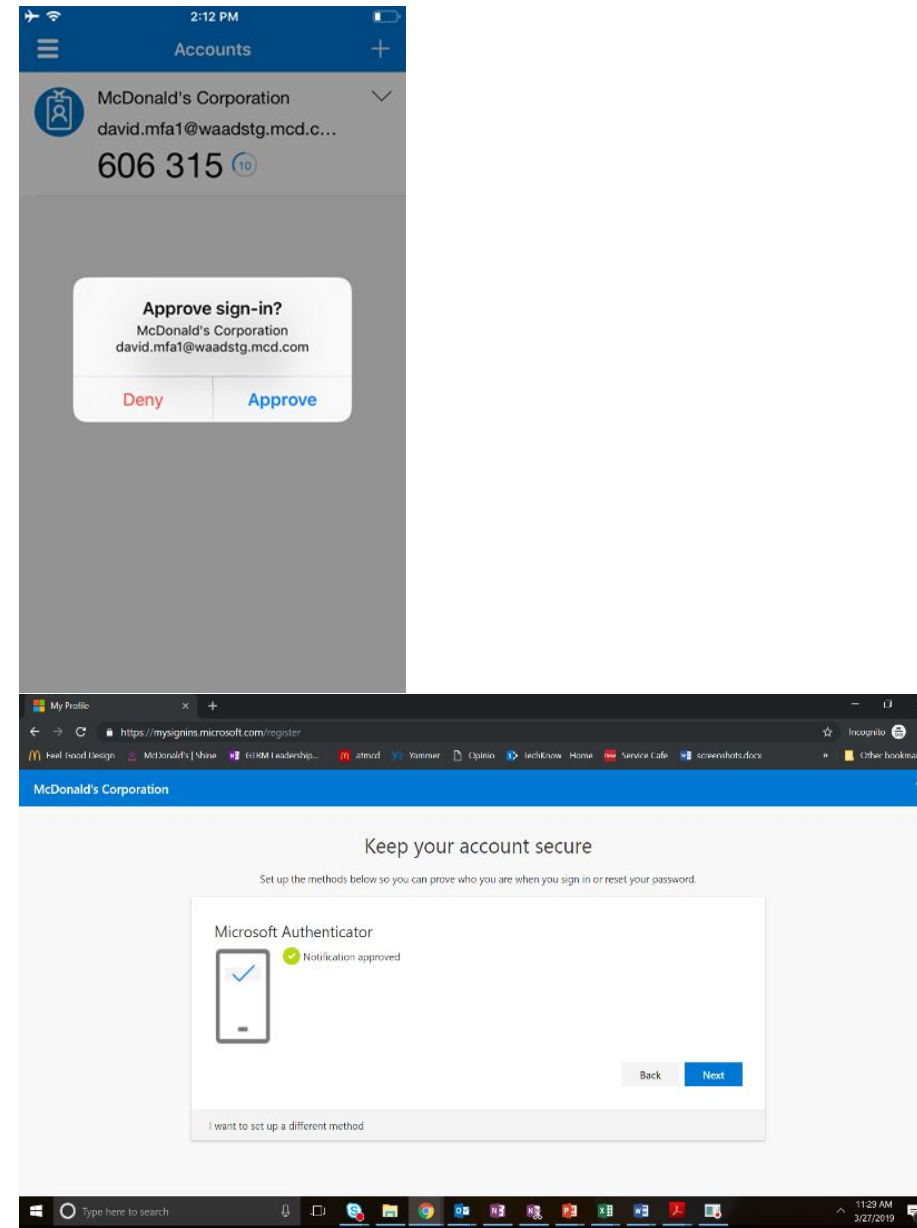 2:12 PM
Accounts
McDonald's Corporation
david.mfa1@waadstg.mcd.c...
606 315 10
Approve sign-in?
McDonald's Corporation
david.mfa1@waadstg.mcd.com
Deny Approve
My Profile
https://mysignins.microsoft.com/register
Incognito
Feel Good Design McDonald's | Shine GTRM Leadership... atmod Yammer Opinio TechKnow Home Service Cafe screenshots.docx Other bookmar
McDonald's Corporation
Keep your account secure
Set up the methods below so you can prove who you are when you sign in or reset your password.
Microsoft Authenticator
Notification approved
Back Next
I want to set up a different method
Type here to search
11:29 AM
3/27/2019